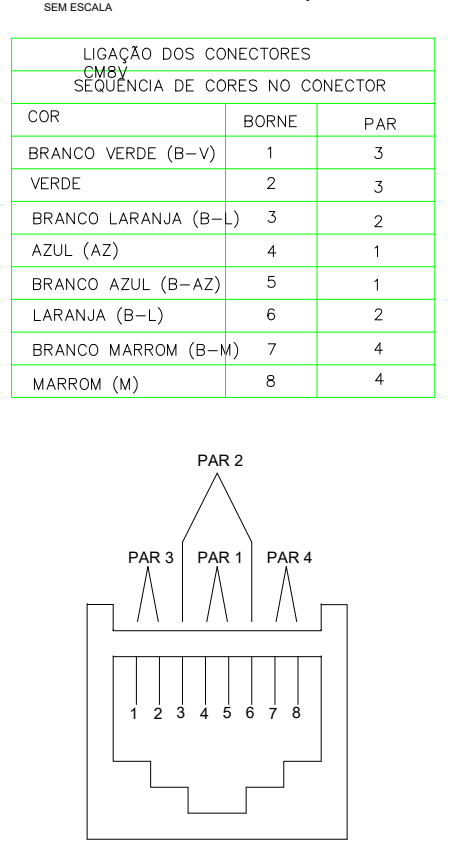 SEM ESCALA
LIGAÇÃO DOS CONECTORES
CM8V
SEQUÊNCIA DE CORES NO CONECTOR
COR BORNE PAR
BRANCO VERDE (B-V) 1 3
VERDE 2 3
BRANCO LARANJA (B-L) 3 2
AZUL (AZ) 4 1
BRANCO AZUL (B-AZ) 5 1
LARANJA (B-L) 6 2
BRANCO MARROM (B-M) 7 4
MARROM (M) 8 4
PAR 2
PAR 3 PAR 1 PAR 4
1 2 3 4 5 6 7 8